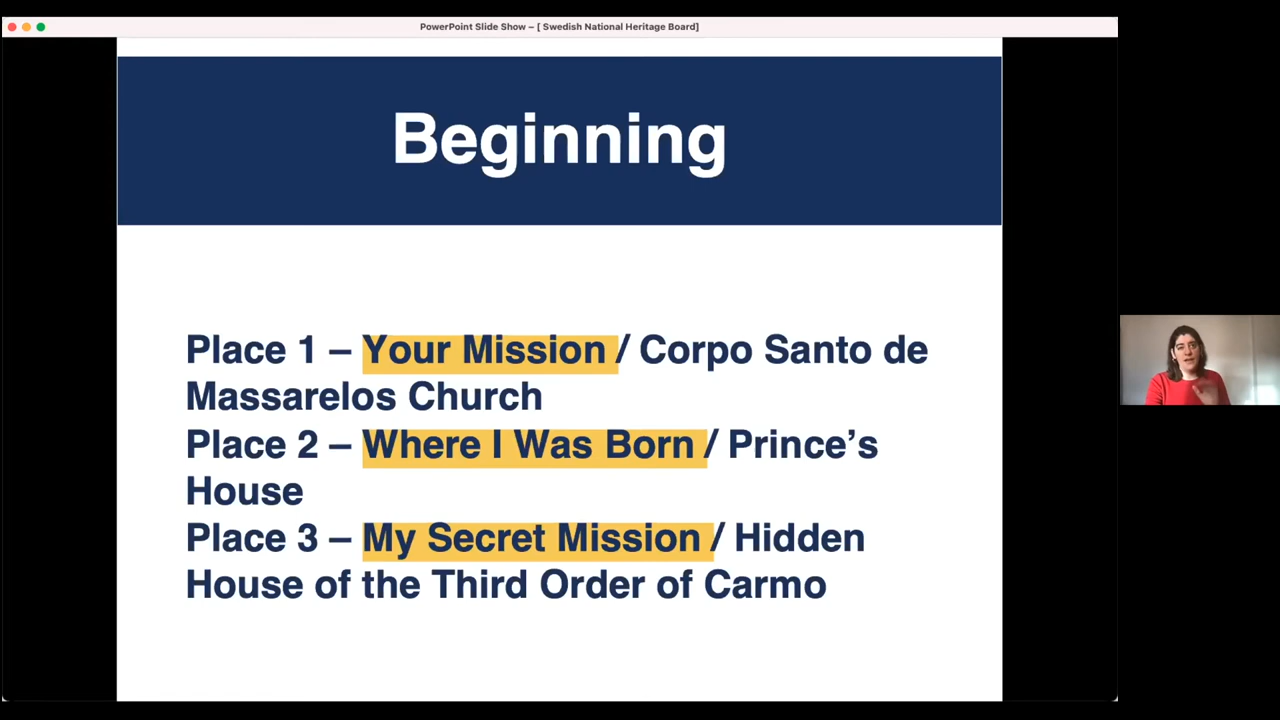 PowerPoint Slide Show – [ Swedish National Heritage Board]
Beginning
Place 1 – Your Mission / Corpo Santo de
Massarelos Church
Place 2 – Where I Was Born / Prince’s
House
Place 3 – My Secret Mission / Hidden
House of the Third Order of Carmo